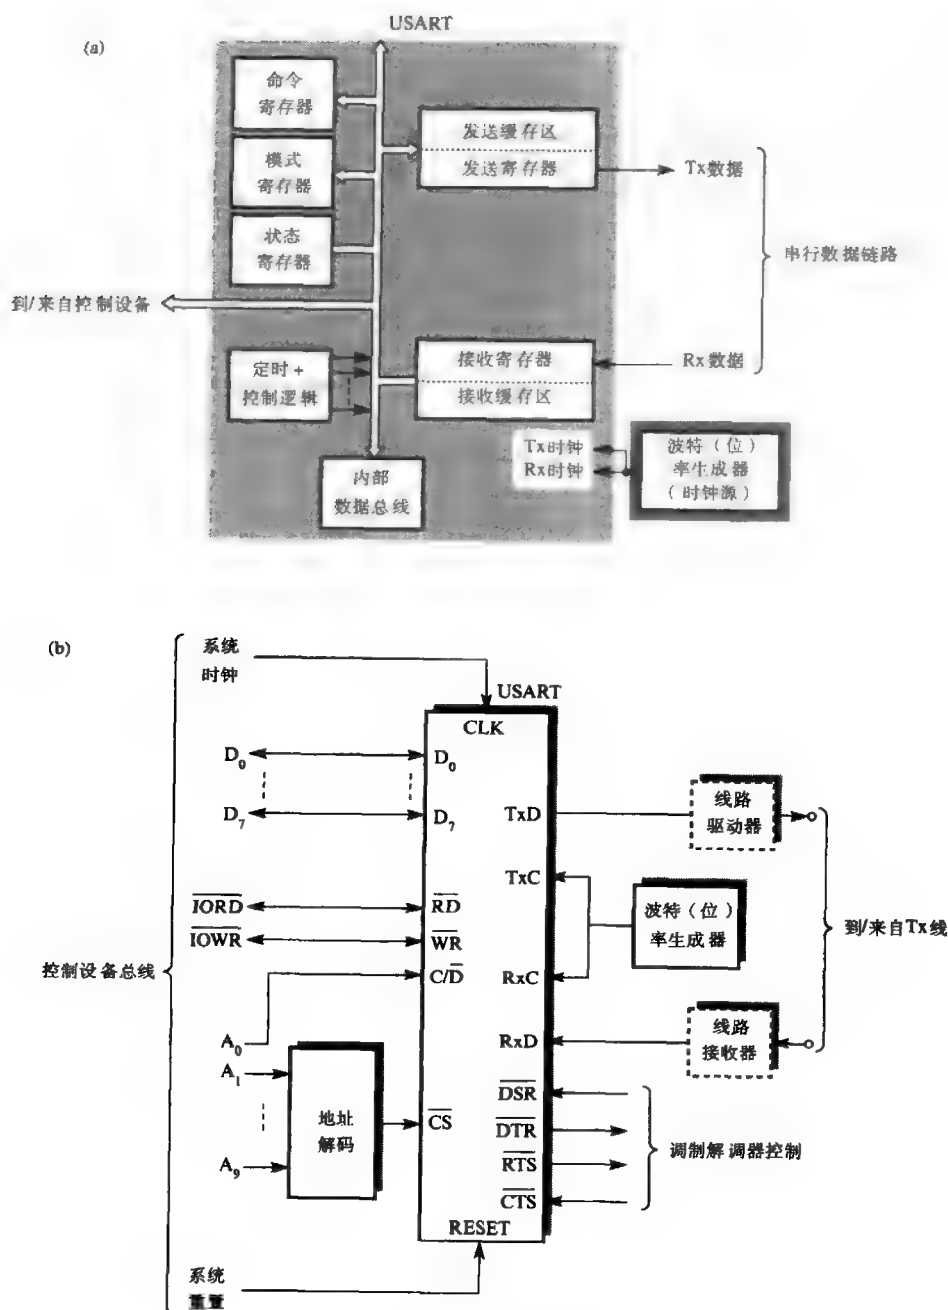 USART
(a)
命令
寄存器
模式
寄存器
状态
寄存器
发送缓存区
发送寄存器
Tx数据
串行数据链路
到/来自控制设备
定时+
控制逻辑
接收寄存器
接收缓存区
Rx数据
Tx时钟
Rx时钟
波特(位)
率生成器
(时钟源)
内部
数据总线
(b)
系统
时钟
USART
CLK
D₀
D₀
D₇
D₇
TxD
线路
驱动器
TxC
IORD
RD
IOWR
WR
波特(位)
率生成器
到/来自Tx线
控制设备总线
C/D
RxC
A₀
A₁
RxD
线路
接收器
地址
解码
CS
DSR
DTR
调制解调器控制
A₉
RTS
CTS
RESET
系统
重置